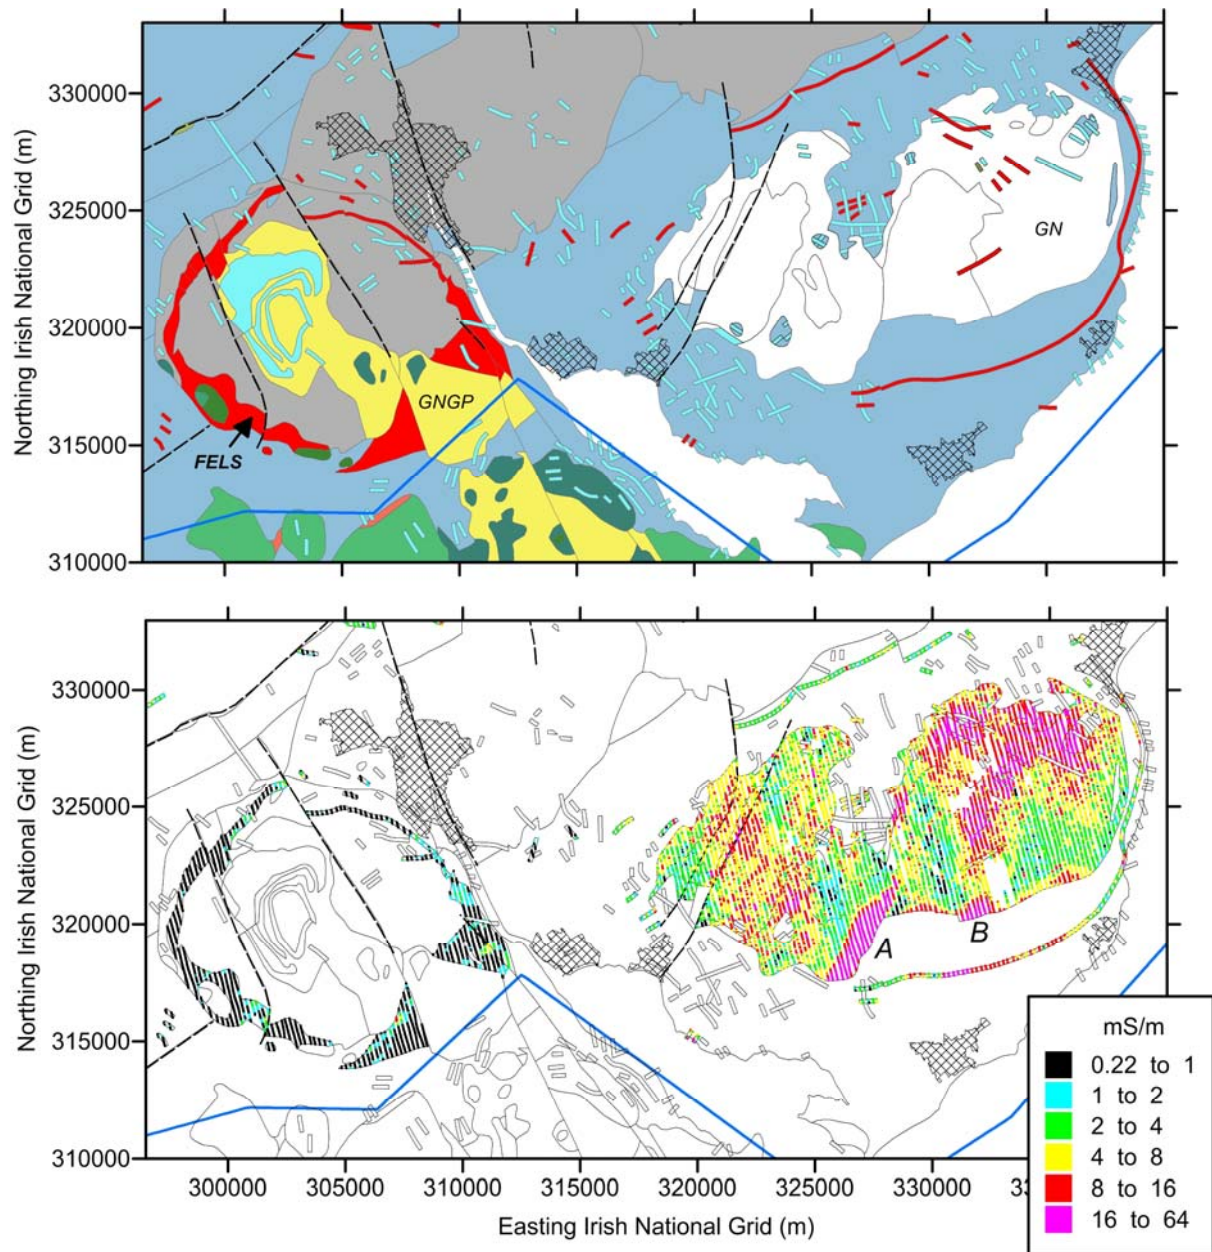 330000
325000
320000
315000
310000
Northing Irish National Grid (m)
GN
GNGP
FELS
330000
325000
320000
315000
310000
Northing Irish National Grid (m)
A
B
300000 305000 310000 315000 320000 325000 330000
Easting Irish National Grid (m)
mS/m
0.22 to 1
1 to 2
2 to 4
4 to 8
8 to 16
16 to 64